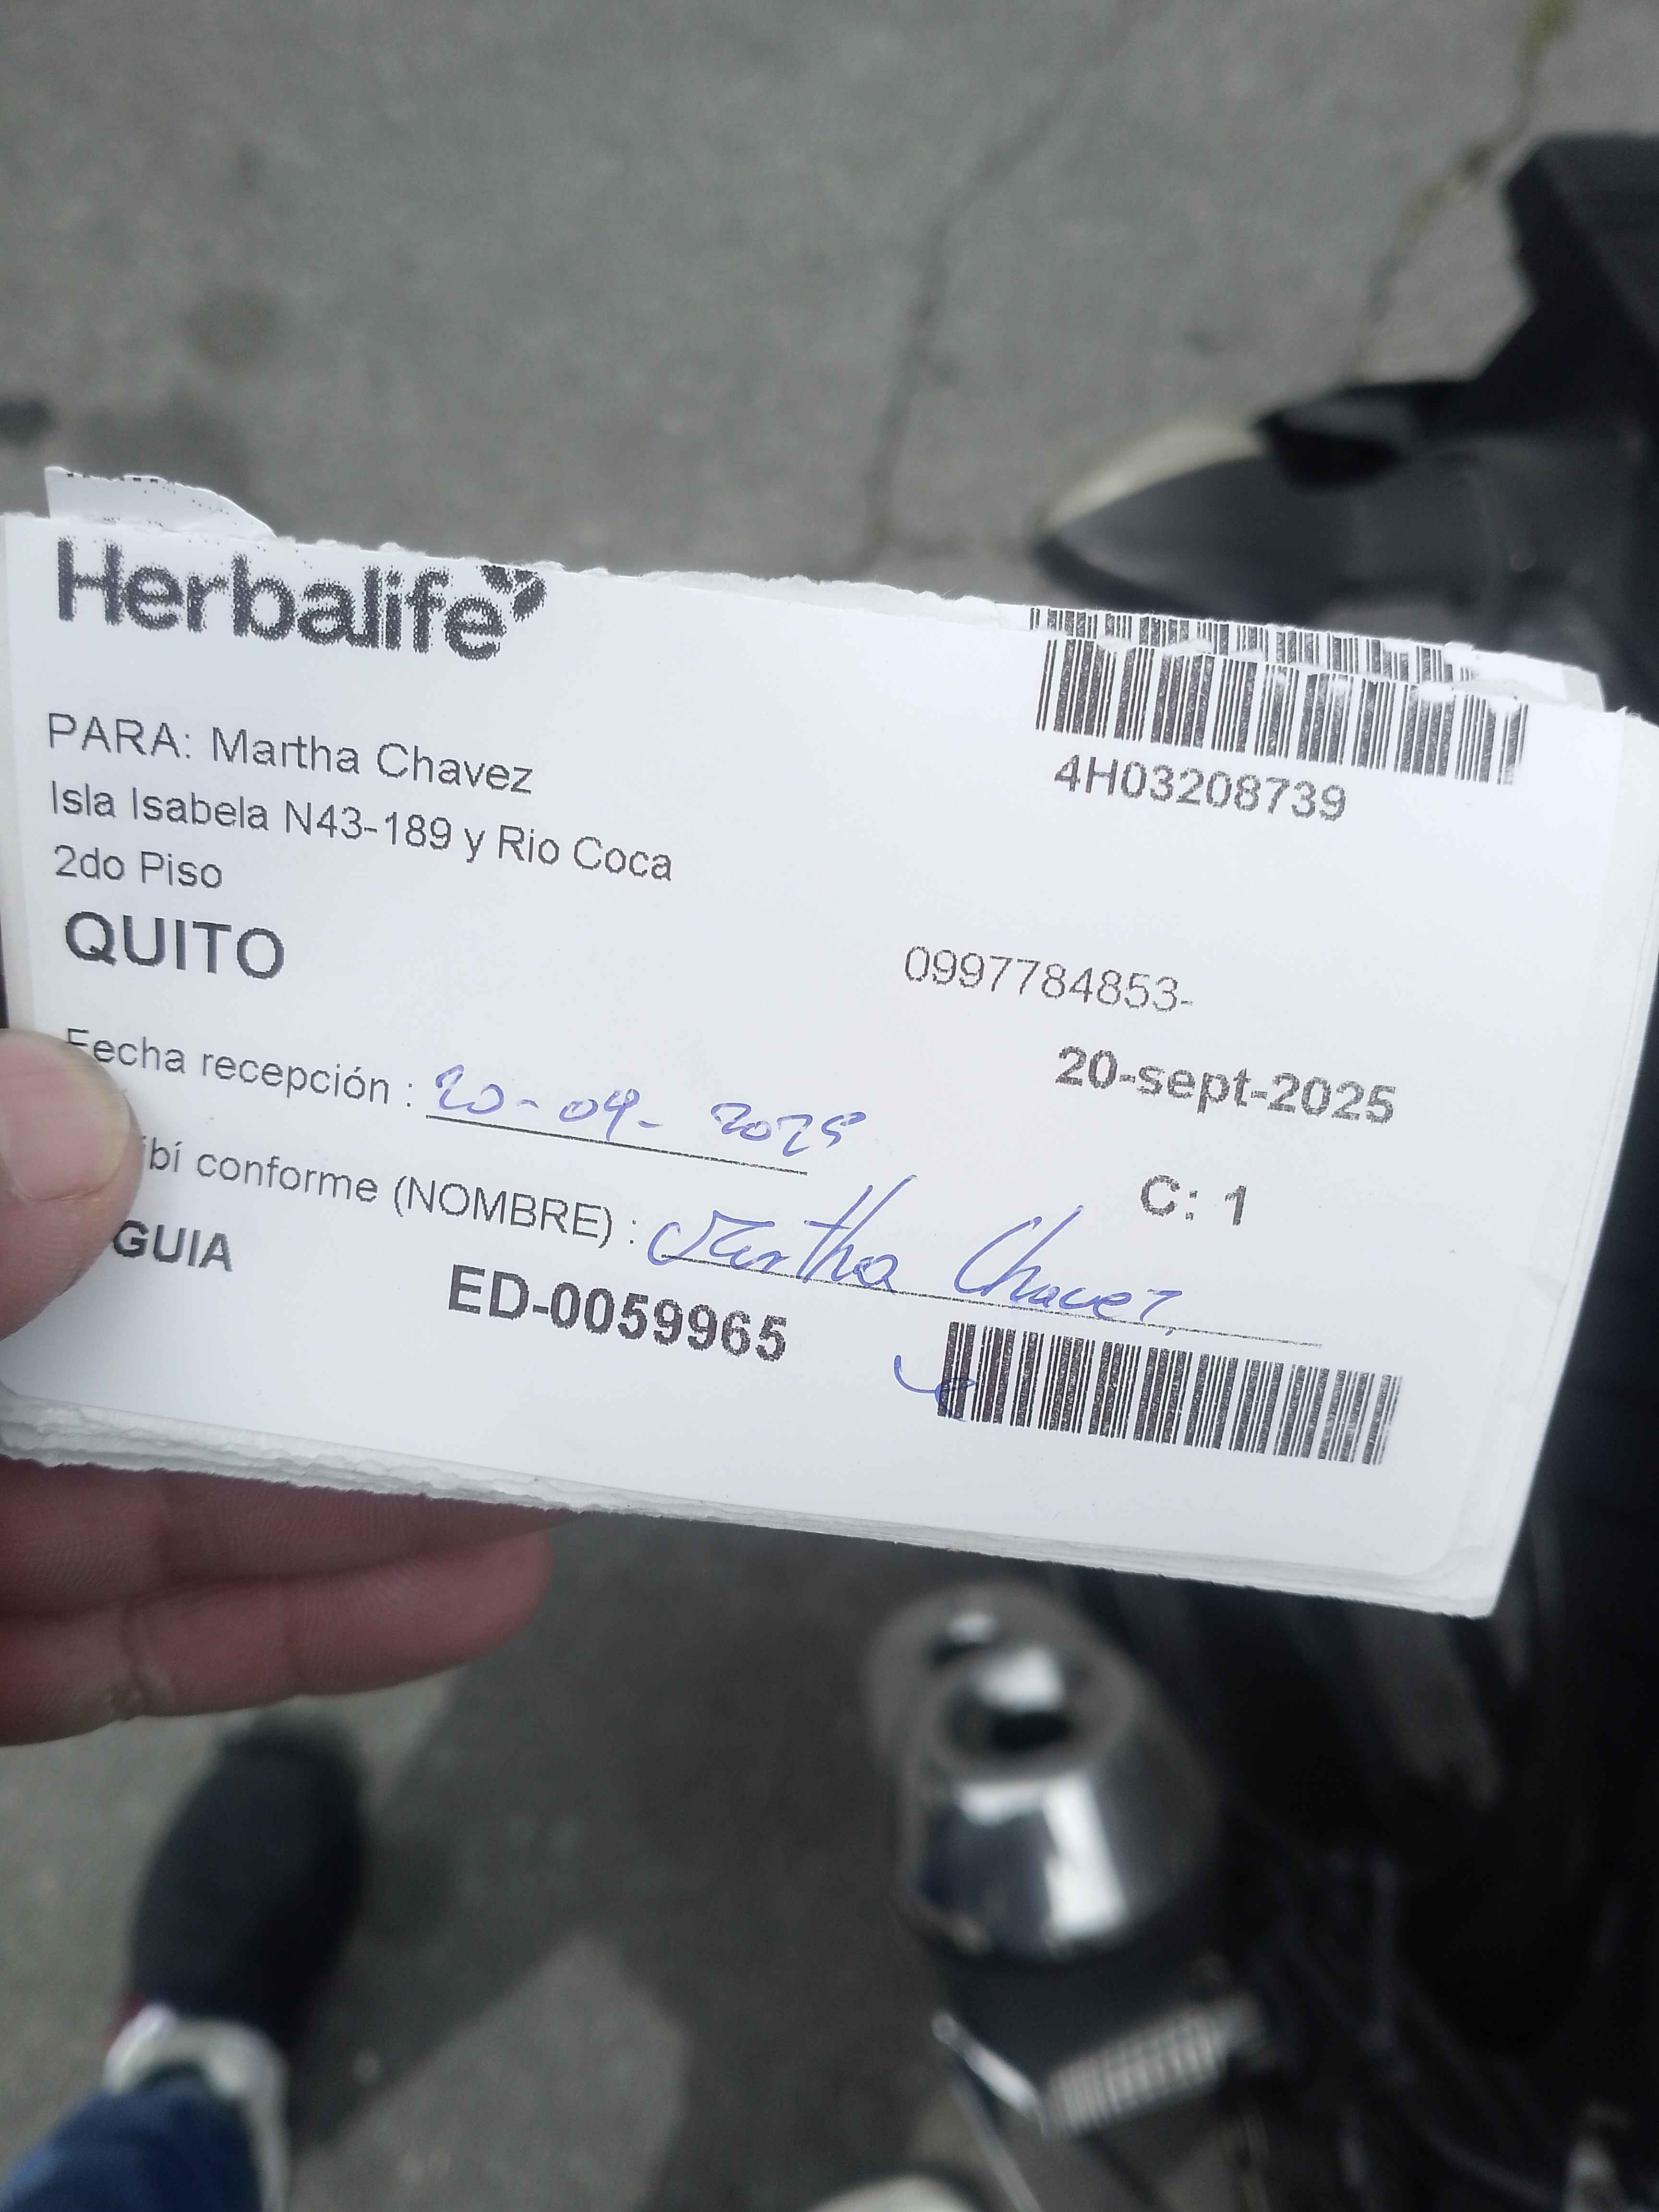 Herbalife
4H03208739
PARA: Martha Chavez
Isla Isabela N43-189 y Rio Coca
2do Piso
QUITO
0997784853-
20-sept-2025
Fecha recepción : 20-09-2025
C: 1
ibí conforme (NOMBRE) : Martha Chavez
GUIA
ED-0059965